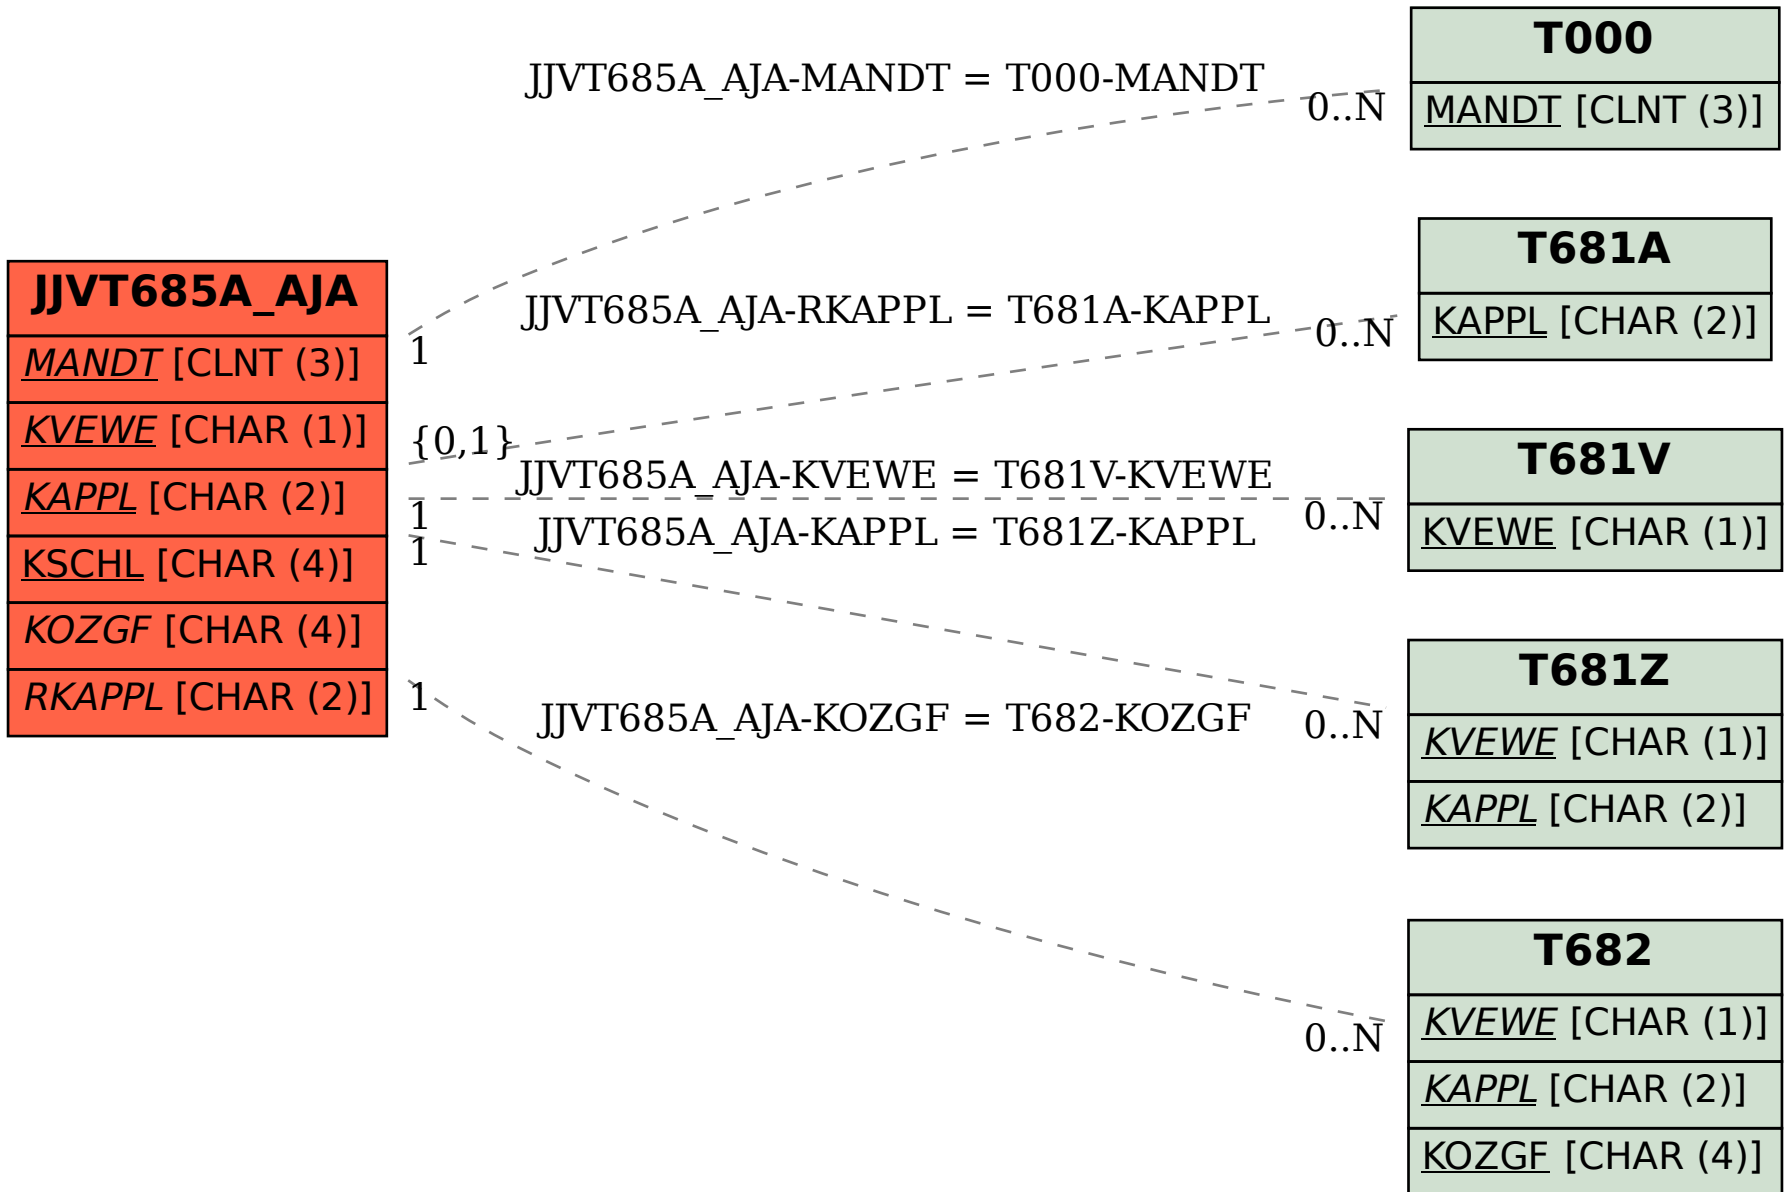 JJVT685A_AJA
MANDT [CLNT (3)]
KVEWE [CHAR (1)]
KAPPL [CHAR (2)]
KSCHL [CHAR (4)]
KOZGF [CHAR (4)]
RKAPPL [CHAR (2)]
JJVT685A_AJA-MANDT = T000-MANDT
0..N
1
JJVT685A_AJA-RKAPPL = T681A-KAPPL
0..N
{0,1}
JJVT685A_AJA-KVEWE = T681V-KVEWE
1
0..N
JJVT685A_AJA-KAPPL = T681Z-KAPPL
1
0..N
JJVT685A_AJA-KOZGF = T682-KOZGF
1
0..N
T000
MANDT [CLNT (3)]
T681A
KAPPL [CHAR (2)]
T681V
KVEWE [CHAR (1)]
T681Z
KVEWE [CHAR (1)]
KAPPL [CHAR (2)]
T682
KVEWE [CHAR (1)]
KAPPL [CHAR (2)]
KOZGF [CHAR (4)]